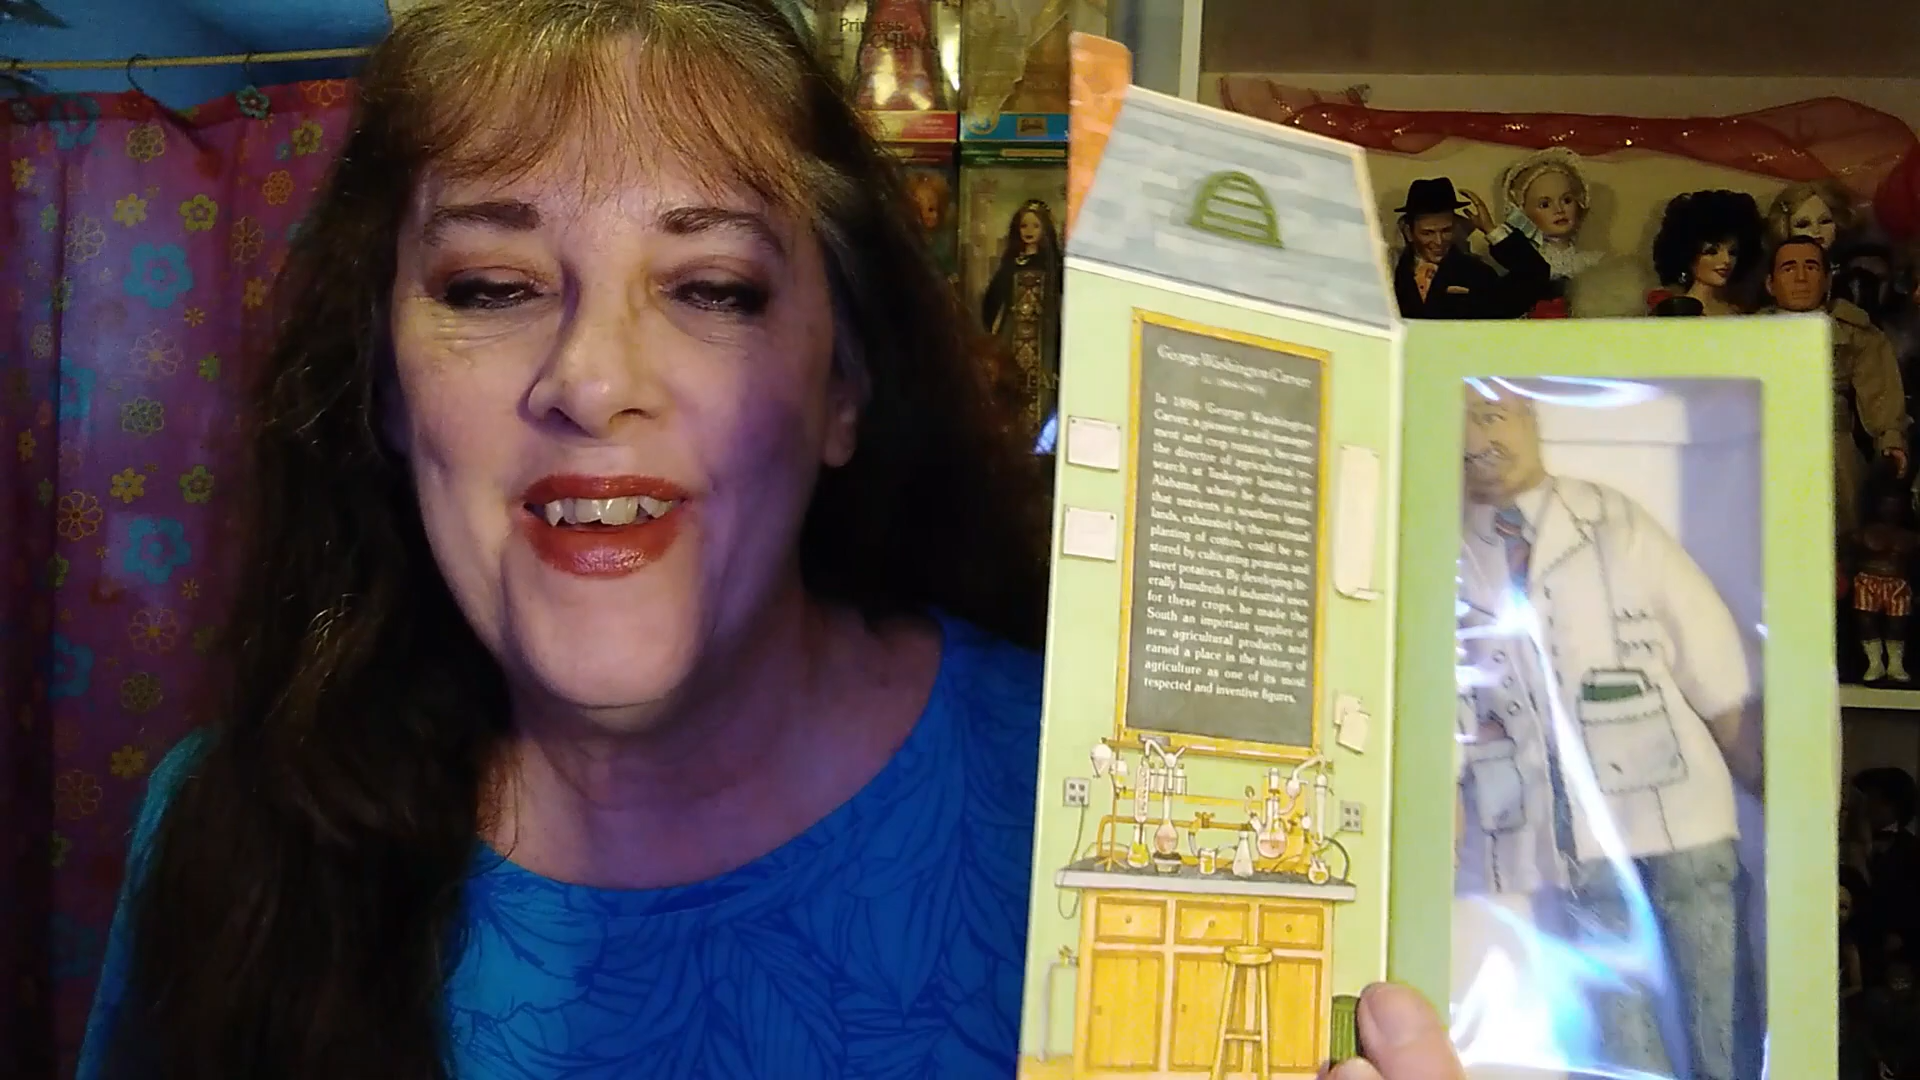 Princess
CHINA
George Washington Carver
In 1896 George Washington
Carver, a pioneer in soil manage-
ment and crop rotation, became
the director of agricultural re-
search at Tuskegee Institute in
Alabama, where he discovered
that nutrients in southern farm-
lands, exhausted by the continual
planting of cotton, could be re-
stored by cultivating peanuts and
sweet potatoes. By developing lit-
erally hundreds of industrial uses
for these crops, he made the
South an important supplier of
new agricultural products and
earned a place in the history of
agriculture as one of its most
respected and inventive figures.